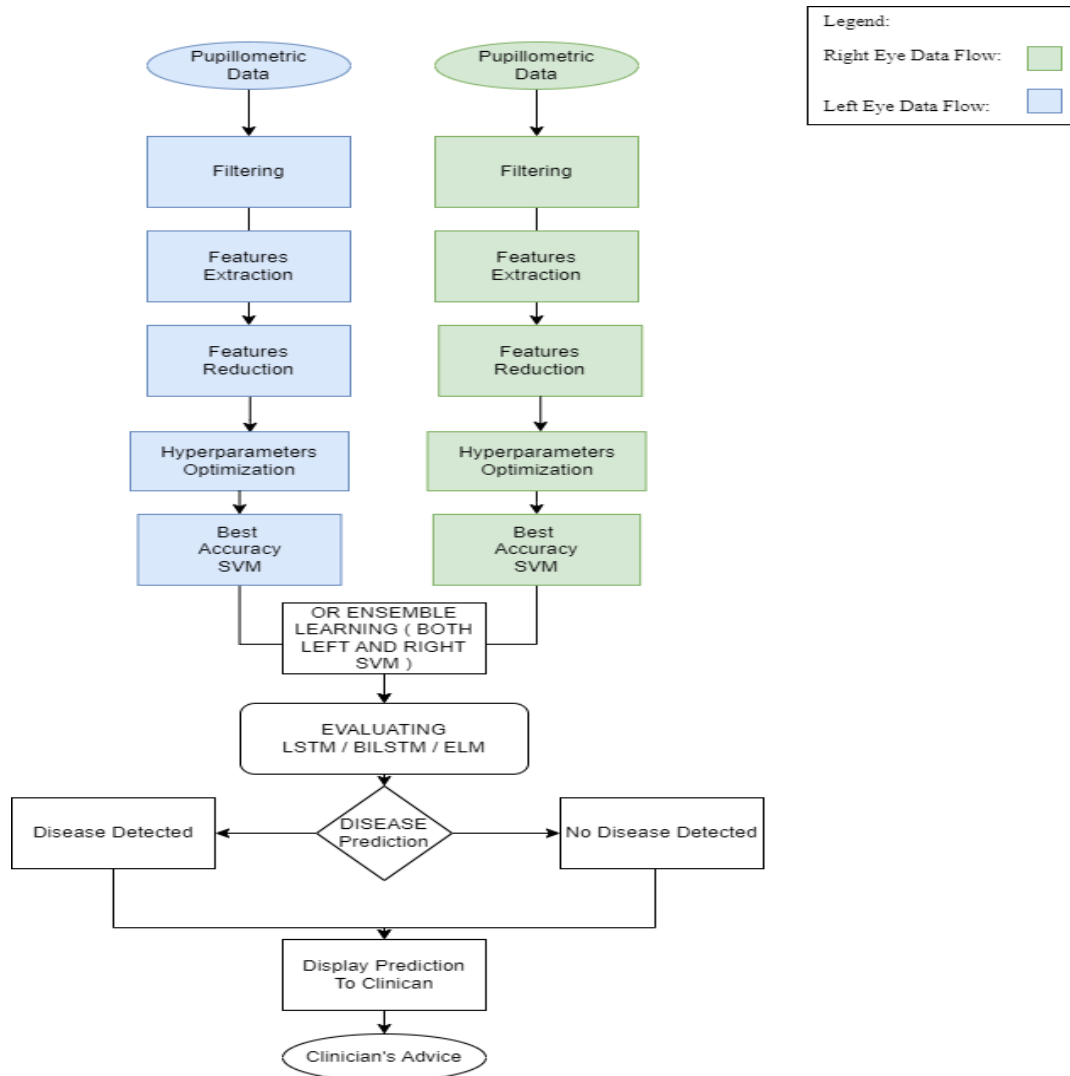 Pupillometric
Data
Pupillometric
Data
Legend:
Right Eye Data Flow:
Left Eye Data Flow:
Filtering
Filtering
Features
Extraction
Features
Extraction
Features
Reduction
Features
Reduction
Hyperparameters
Optimization
Hyperparameters
Optimization
Best
Accuracy
SVM
Best
Accuracy
SVM
OR ENSEMBLE
LEARNING ( BOTH
LEFT AND RIGHT
SVM )
EVALUATING
LSTM / BILSTM / ELM
Disease Detected
DISEASE
Prediction
No Disease Detected
Display Prediction
To Clinican
Clinician's Advice